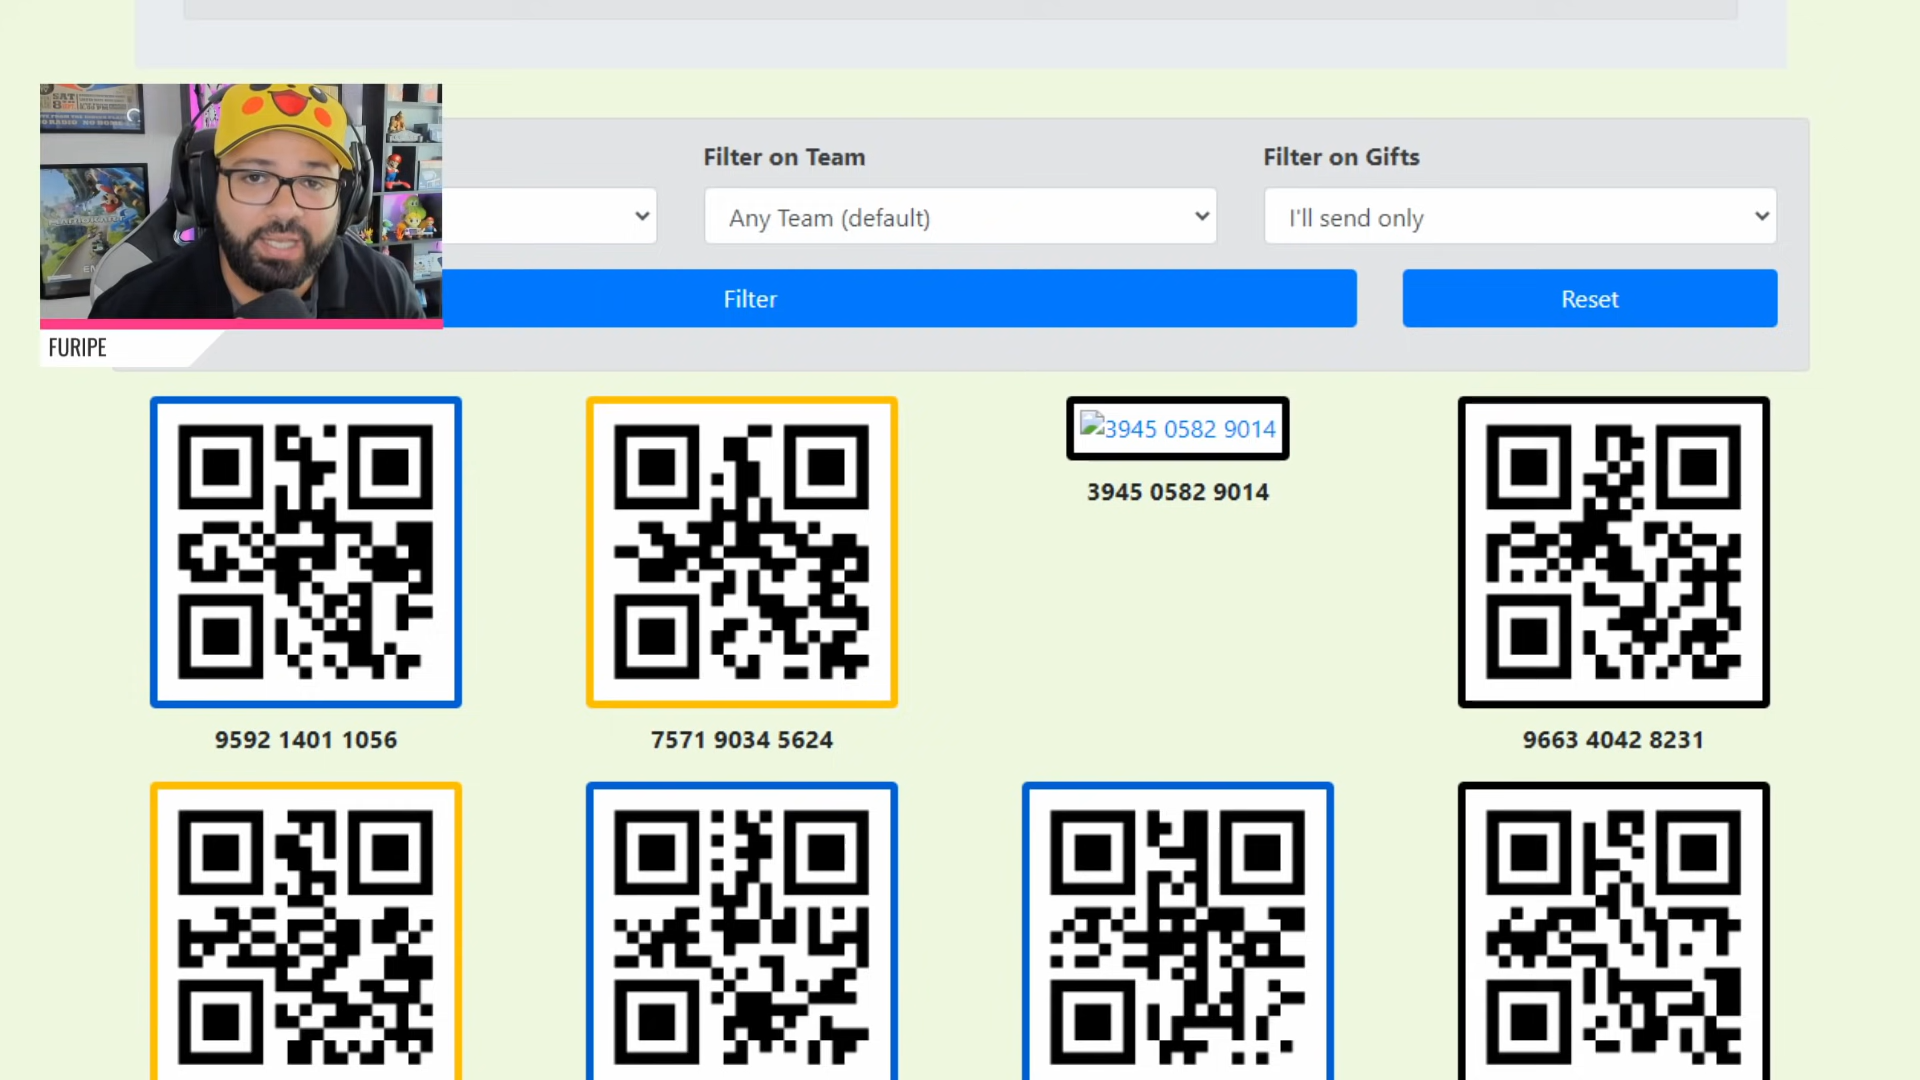 SAT
Filter on Team
Filter on Gifts
Any Team (default)
I'll send only
Filter
Reset
FURIPE
3945 0582 9014
3945 0582 9014
9592 1401 1056
7571 9034 5624
9663 4042 8231